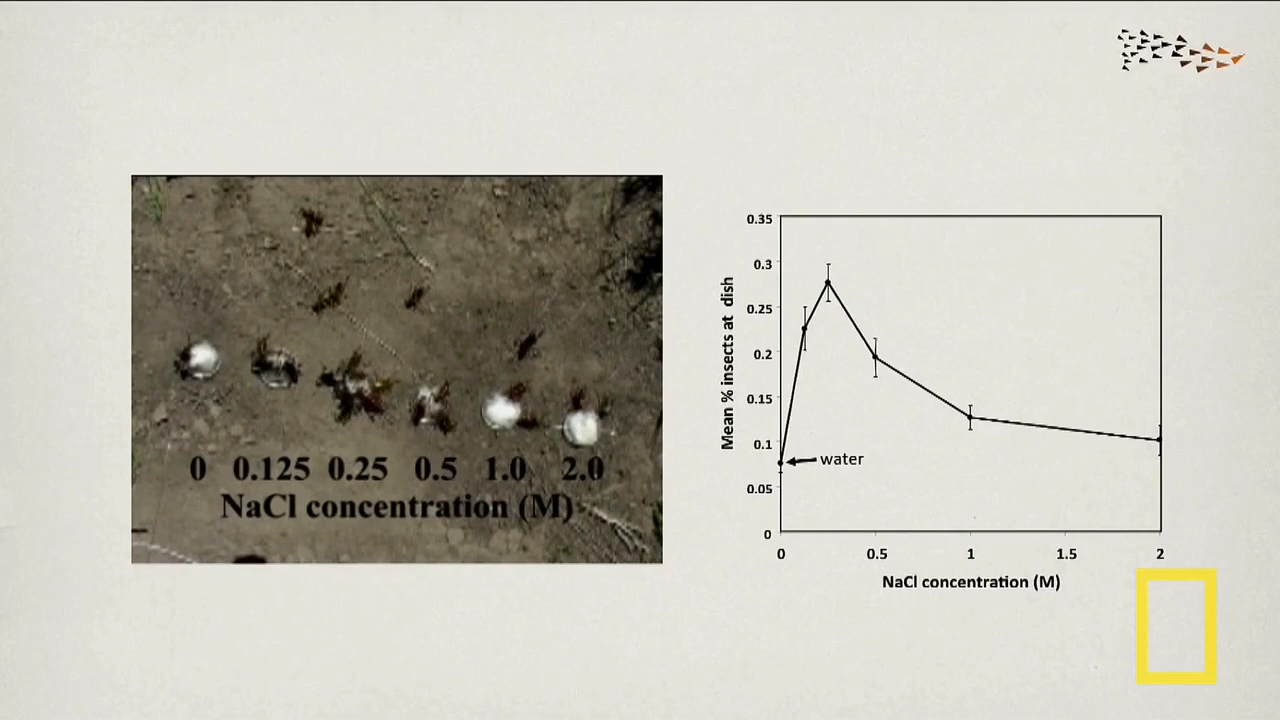 0 0.125 0.25 0.5 1.0 2.0
NaCl concentration (M)
0.35
0.3
0.25
0.2
0.15
0.1
0.05
0
Mean % insects at dish
water
0 0.5 1 1.5 2
NaCl concentration (M)